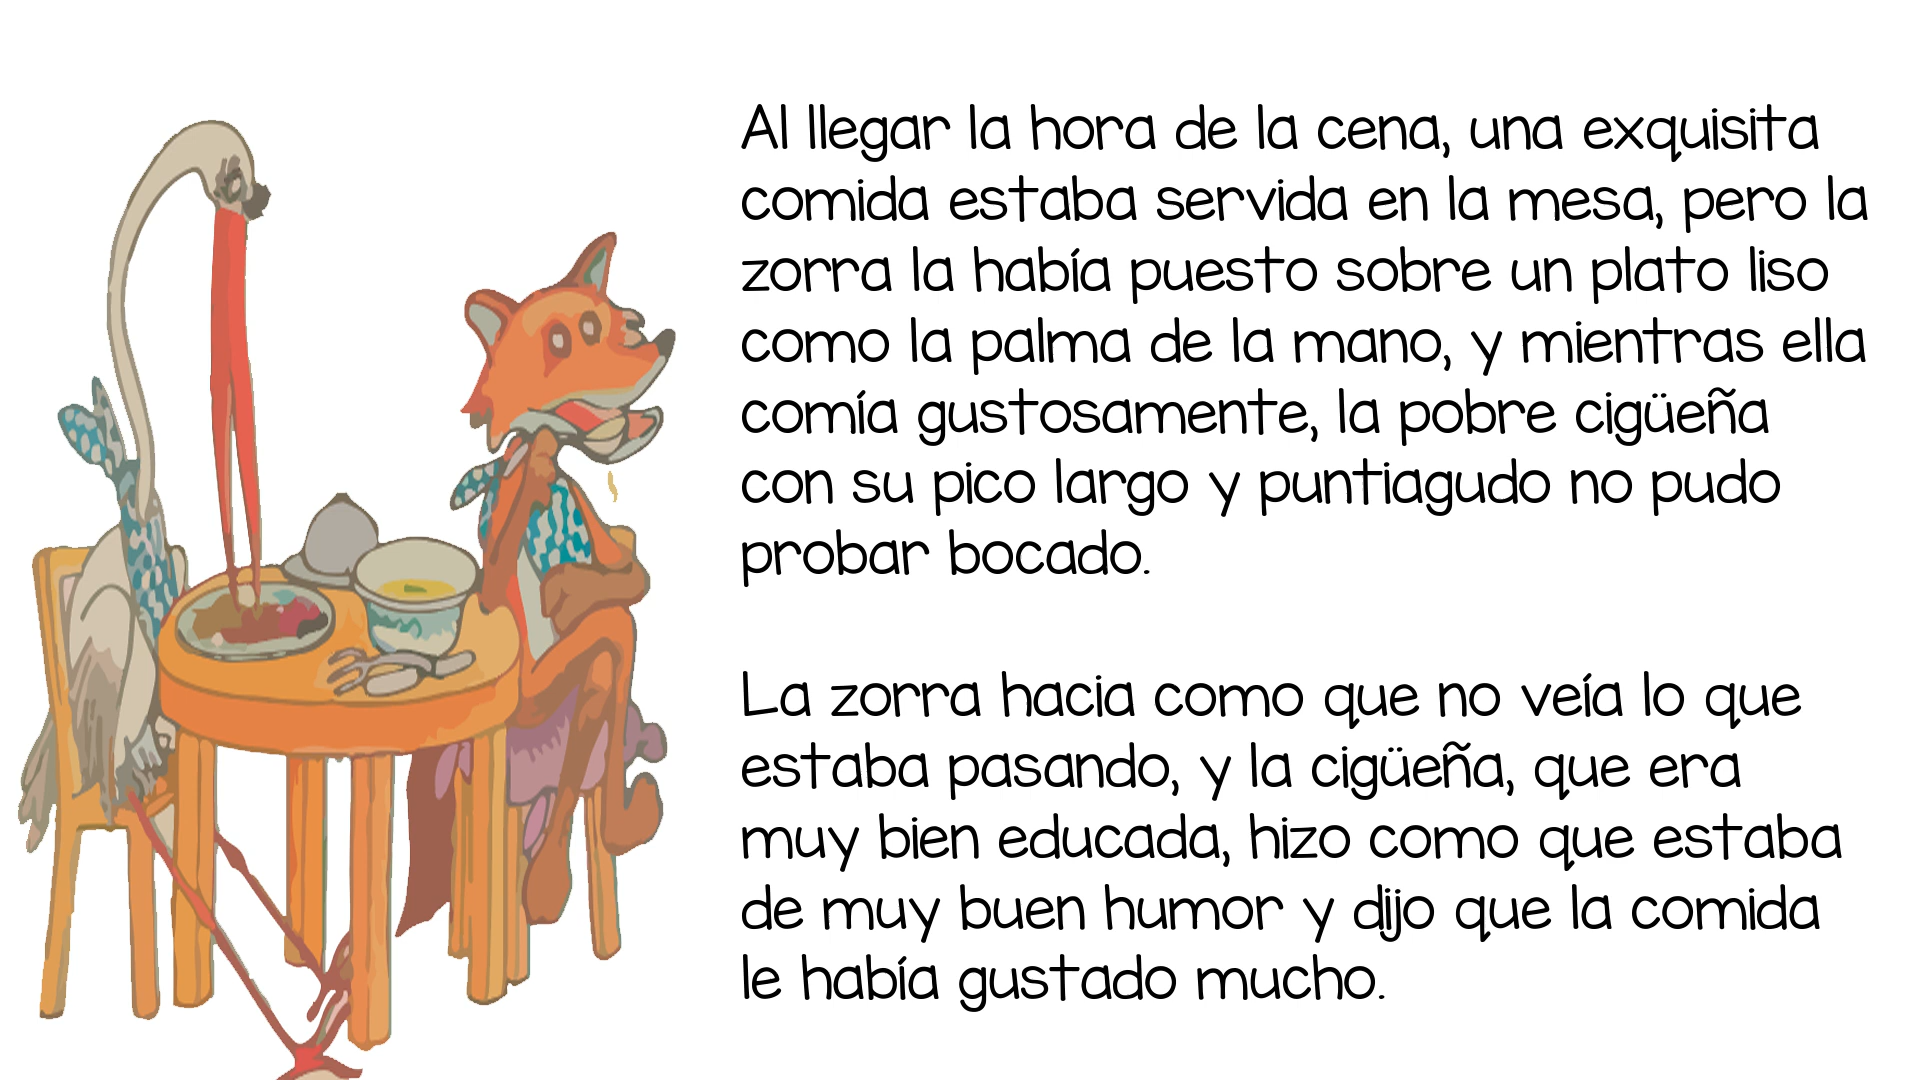 Al llegar la hora de la cena, una exquisita
comida estaba servida en la mesa, pero la
zorra la había puesto sobre un plato liso
como la palma de la mano, y mientras ella
comía gustosamente, la pobre cigüeña
con su pico largo y puntiagudo no pudo
probar bocado.
La zorra hacia como que no veía lo que
estaba pasando, y la cigüeña, que era
muy bien educada, hizo como que estaba
de muy buen humor y dijo que la comida
le había gustado mucho.